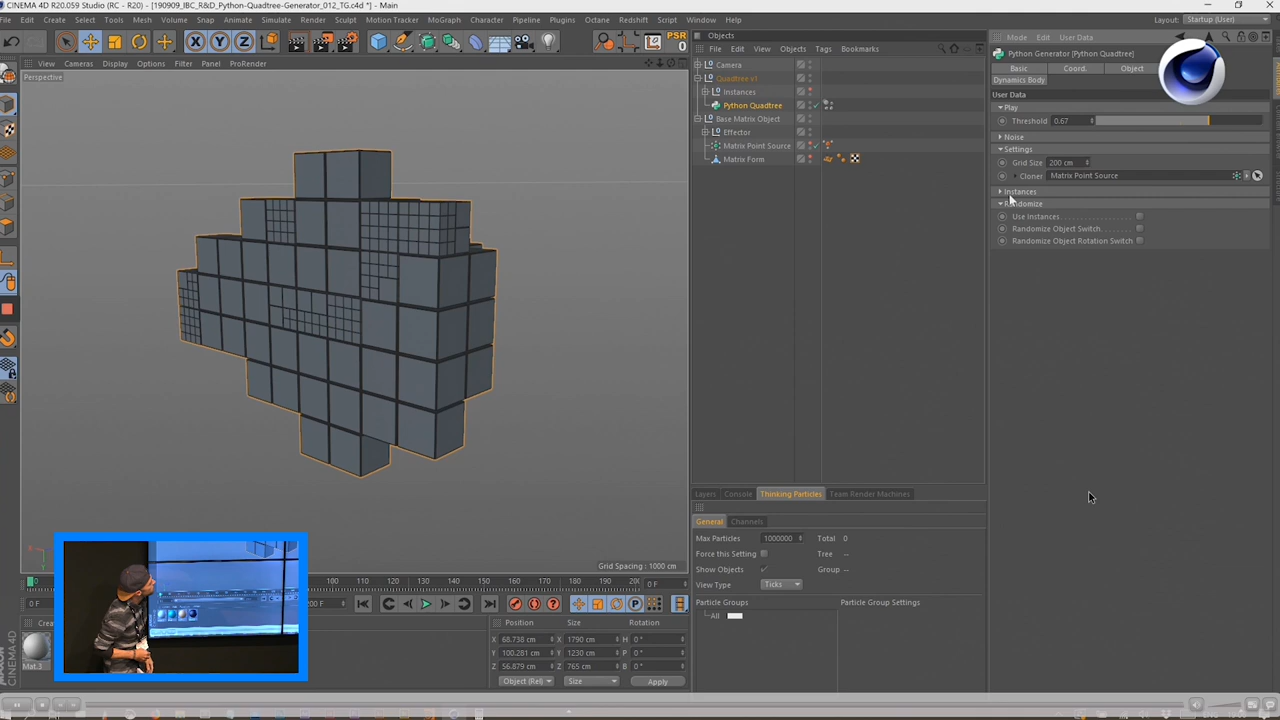 CINEMA 4D R20.059 Studio (RC - R20) - [190909_IBC_R&D_Python-Quadtree-Generator_012_TG.c4d *] - Main
File Edit Create Select Tools Mesh Volume Snap Animate Simulate Render Sculpt Motion Tracker MoGraph Character Pipeline Plugins Octane Redshift Script Window Help
Layout: Startup (User)
X Y Z
PSR
0
View Cameras Display Options Filter Panel ProRender
Perspective
Grid Spacing : 1000 cm
Objects
File Edit View Objects Tags Bookmarks
Camera
Quadtree v1
Instances
Python Quadtree
Base Matrix Object
Effector
Matrix Point Source
Matrix Form
Mode Edit User Data
Python Generator [Python Quadtree]
Basic Coord. Object
Dynamics Body
User Data
Play
Threshold 0.67
Noise
Settings
Grid Size 200 cm
Cloner Matrix Point Source
Instances
Randomize
Use Instances
Randomize Object Switch
Randomize Object Rotation Switch
Layers Console Thinking Particles Team Render Machines
General Channels
Max Particles 1000000 Total 0
Force this Setting Tree --
Show Objects Group --
View Type Ticks
Particle Groups Particle Group Settings
All
0 100 110 120 130 140 150 160 170 180 190 0 F
0 F 200 F
Position Size Rotation
X 68.738 cm X 1790 cm H 0 °
Y 100.281 cm Y 1230 cm P 0 °
Z 56.879 cm Z 765 cm B 0 °
Object (Rel) Size Apply
Mat.3
CINEMA 4D